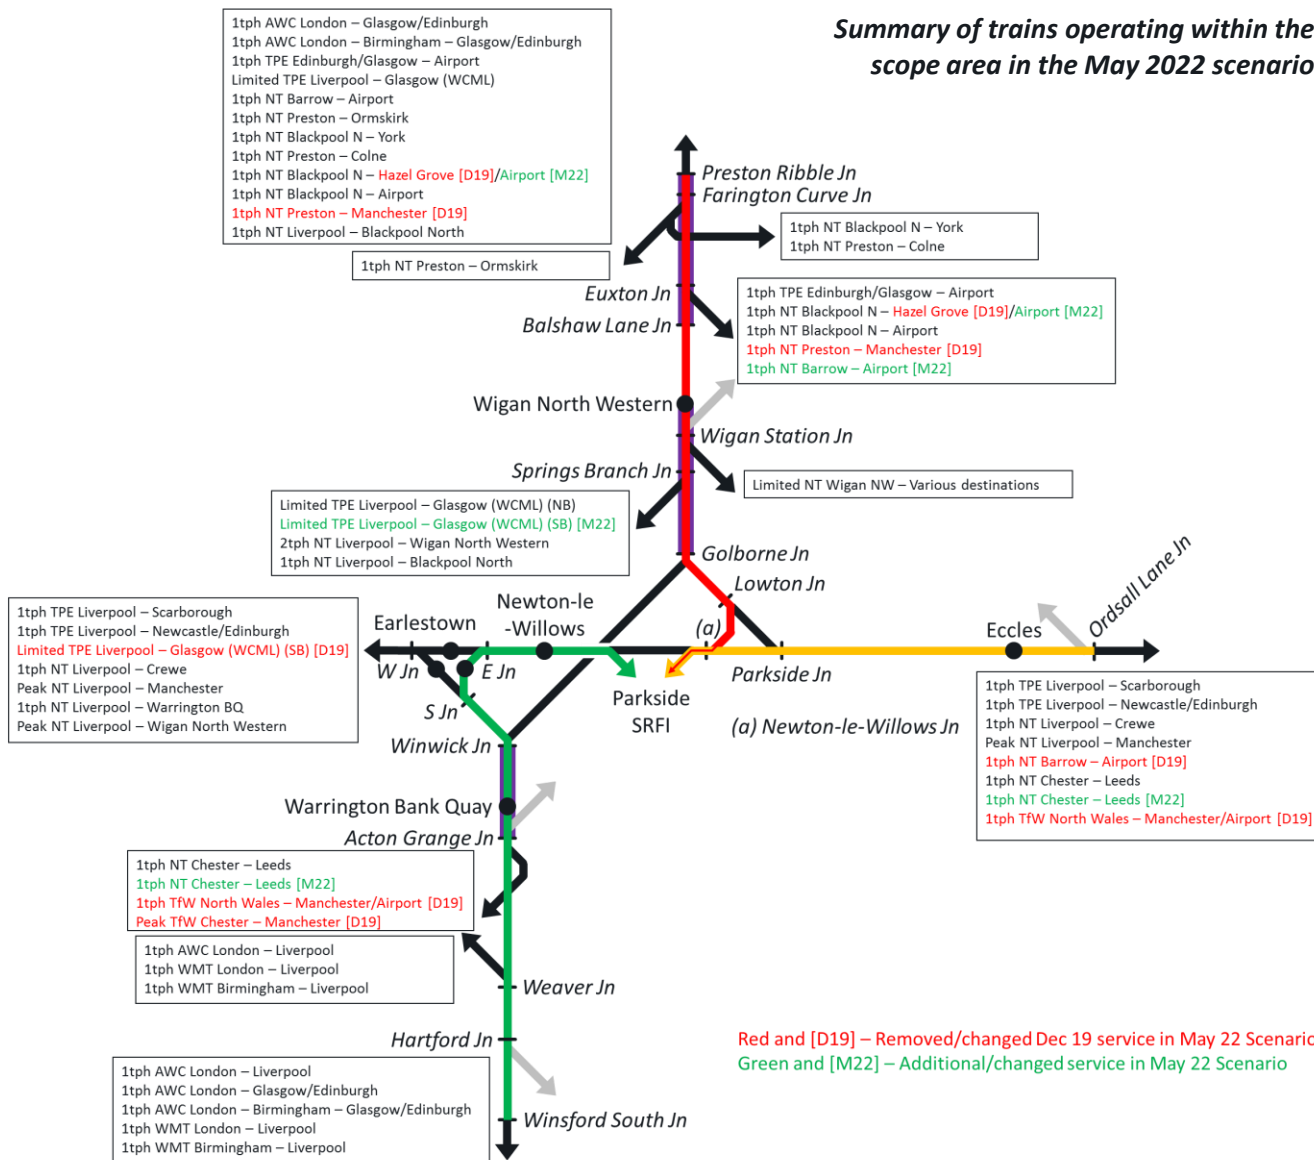 Summary of trains operating within the
scope area in the May 2022 scenario
1tph AWC London – Glasgow/Edinburgh
1tph AWC London – Birmingham – Glasgow/Edinburgh
1tph TPE Edinburgh/Glasgow – Airport
Limited TPE Liverpool – Glasgow (WCML)
1tph NT Barrow – Airport
1tph NT Preston – Ormskirk
1tph NT Blackpool N – York
1tph NT Preston – Colne
1tph NT Blackpool N – Hazel Grove [D19]/Airport [M22]
1tph NT Blackpool N – Airport
1tph NT Preston – Manchester [D19]
1tph NT Liverpool – Blackpool North
Preston Ribble Jn
Farington Curve Jn
1tph NT Blackpool N – York
1tph NT Preston – Colne
1tph NT Preston – Ormskirk
Euxton Jn
Balshaw Lane Jn
1tph TPE Edinburgh/Glasgow – Airport
1tph NT Blackpool N – Hazel Grove [D19]/Airport [M22]
1tph NT Blackpool N – Airport
1tph NT Preston – Manchester [D19]
1tph NT Barrow – Airport [M22]
Wigan North Western
Wigan Station Jn
Springs Branch Jn
Limited NT Wigan NW – Various destinations
Limited TPE Liverpool – Glasgow (WCML) (NB)
Limited TPE Liverpool – Glasgow (WCML) (SB) [M22]
2tph NT Liverpool – Wigan North Western
1tph NT Liverpool – Blackpool North
Golborne Jn
Lowton Jn
Ordsall Lane Jn
1tph TPE Liverpool – Scarborough
1tph TPE Liverpool – Newcastle/Edinburgh
Limited TPE Liverpool – Glasgow (WCML) (SB) [D19]
1tph NT Liverpool – Crewe
Peak NT Liverpool – Manchester
1tph NT Liverpool – Warrington BQ
Peak NT Liverpool – Wigan North Western
Earlestown
Newton-le
-Willows
(a)
Eccles
W Jn
E Jn
S Jn
Parkside
SRFI
Parkside Jn
(a) Newton-le-Willows Jn
1tph TPE Liverpool – Scarborough
1tph TPE Liverpool – Newcastle/Edinburgh
1tph NT Liverpool – Crewe
Peak NT Liverpool – Manchester
1tph NT Barrow – Airport [D19]
1tph NT Chester – Leeds
1tph NT Chester – Leeds [M22]
1tph TfW North Wales – Manchester/Airport [D19]
Winwick Jn
Warrington Bank Quay
Acton Grange Jn
1tph NT Chester – Leeds
1tph NT Chester – Leeds [M22]
1tph TfW North Wales – Manchester/Airport [D19]
Peak TfW Chester – Manchester [D19]
1tph AWC London – Liverpool
1tph WMT London – Liverpool
1tph WMT Birmingham – Liverpool
Weaver Jn
Hartford Jn
Red and [D19] – Removed/changed Dec 19 service in May 22 Scenario
Green and [M22] – Additional/changed service in May 22 Scenario
1tph AWC London – Liverpool
1tph AWC London – Glasgow/Edinburgh
1tph AWC London – Birmingham – Glasgow/Edinburgh
1tph WMT London – Liverpool
1tph WMT Birmingham – Liverpool
Winsford South Jn